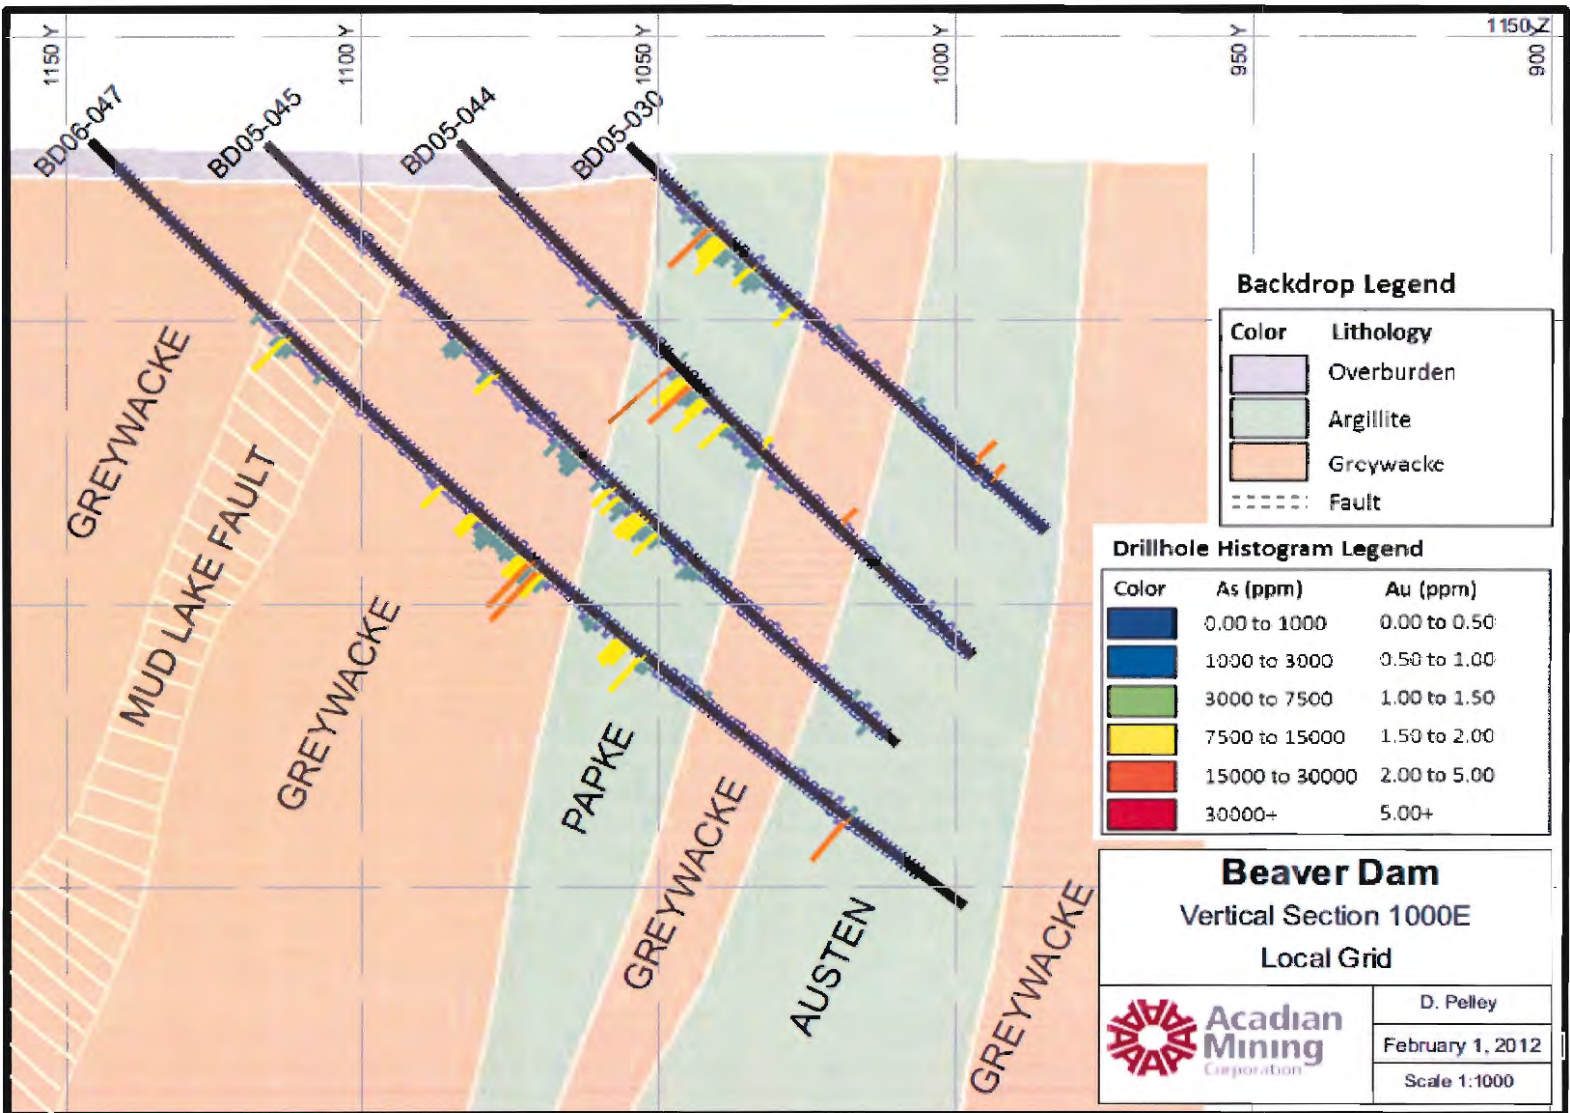 1150 Y
1100 Y
1050 Y
1000 Y
950 Y
900
1150 Z
BD06-047
BD05-045
BD05-044
BD05-030
GREYWACKE
MUD LAKE FAULT
GREYWACKE
PAPKE
GREYWACKE
AUSTEN
GREYWACKE
Backdrop Legend
Color Lithology
Overburden
Argillite
Greywacke
Fault
Drillhole Histogram Legend
Color As (ppm) Au (ppm)
0.00 to 1000 0.00 to 0.50
1000 to 3000 0.50 to 1.00
3000 to 7500 1.00 to 1.50
7500 to 15000 1.50 to 2.00
15000 to 30000 2.00 to 5.00
30000+ 5.00+
Beaver Dam
Vertical Section 1000E
Local Grid
Acadian
Mining
Corporation
D. Pelley
February 1, 2012
Scale 1:1000